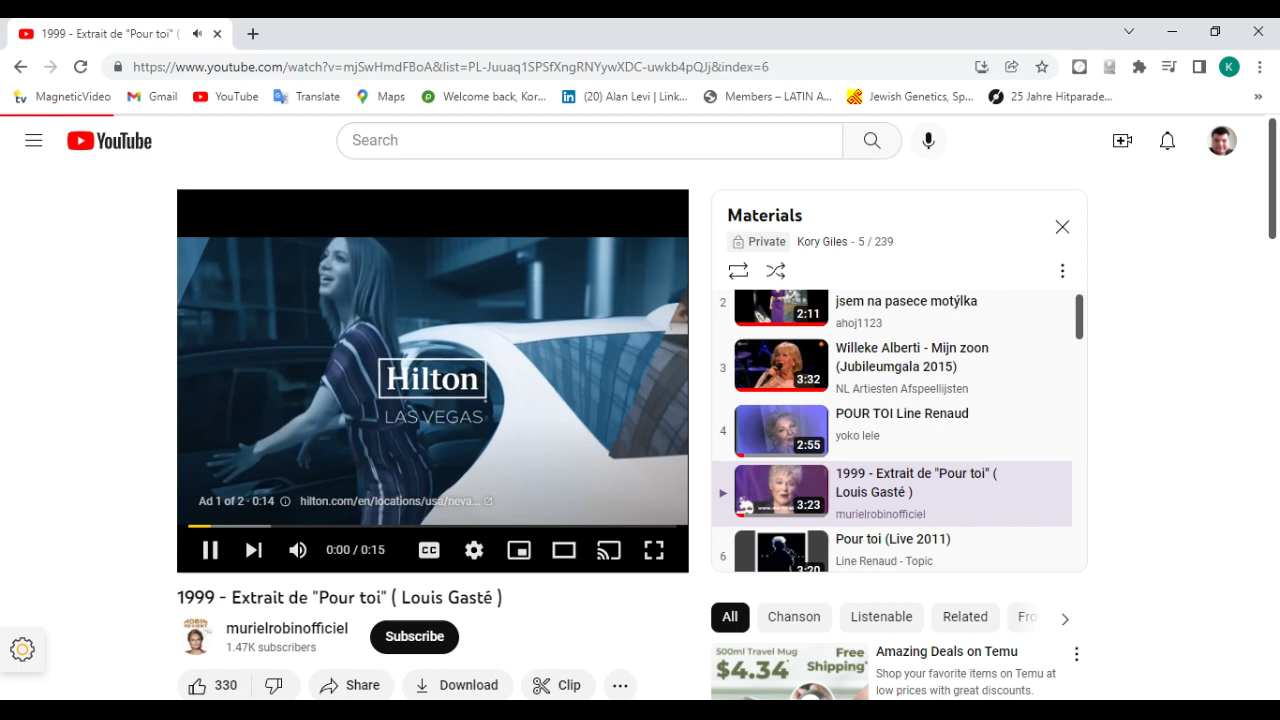 1999 - Extrait de "Pour toi" (
https://www.youtube.com/watch?v=mjSwHmdFBoA&list=PL-Juuaq1SPSfXngRNYywXDC-uwkb4pQJj&index=6
K
MagneticVideo
Gmail
YouTube
Translate
Maps
Welcome back, Kor...
(20) Alan Levi | Link...
Members – LATIN A...
Jewish Genetics, Sp...
25 Jahre Hitparade...
YouTube
Search
Hilton
LAS VEGAS
Ad 1 of 2 · 0:14
hilton.com/en/locations/usa/neva...
0:00 / 0:15
CC
1999 - Extrait de "Pour toi" ( Louis Gasté )
murielrobinofficiel
1.47K subscribers
Subscribe
330
Share
Download
Clip
Materials
Private
Kory Giles - 5 / 239
2
2:11
jsem na pasece motýlka
ahoj1123
3
3:32
Willeke Alberti - Mijn zoon
(Jubileumgala 2015)
NL Artiesten Afspeellijsten
4
2:55
POUR TOI Line Renaud
yoko lele
3:23
1999 - Extrait de "Pour toi" (
Louis Gasté )
murielrobinofficiel
6
3:20
Pour toi (Live 2011)
Line Renaud - Topic
All
Chanson
Listenable
Related
Fro
500ml Travel Mug
$4.34
Free
Shipping
Amazing Deals on Temu
Shop your favorite items on Temu at
low prices with great discounts.